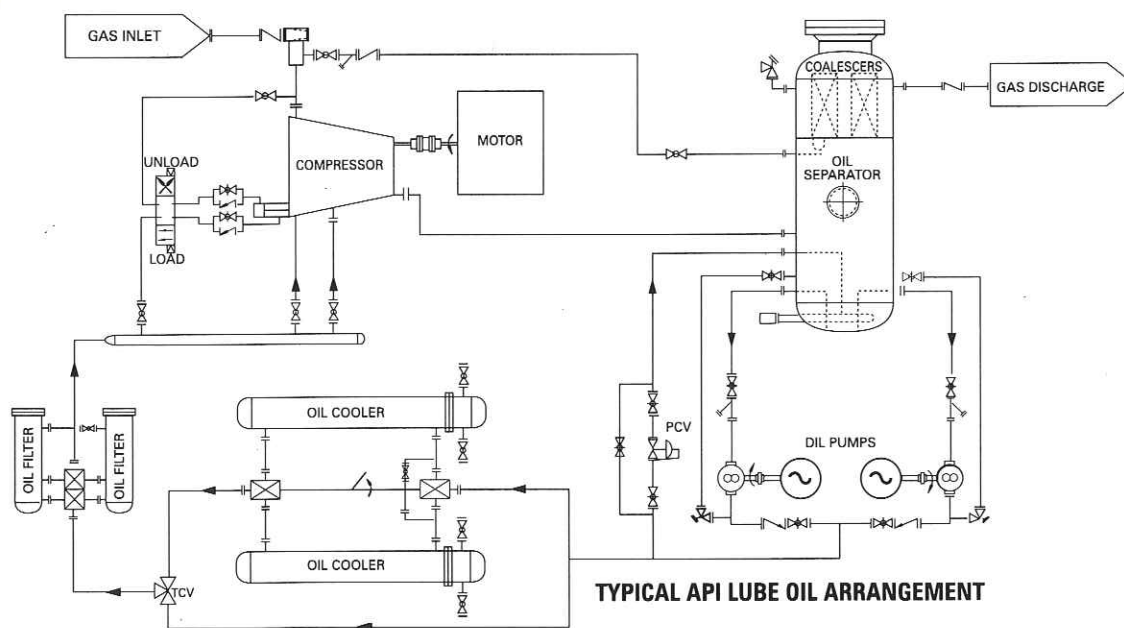 GAS INLET
COALESCERS
GAS DISCHARGE
MOTOR
COMPRESSOR
UNLOAD
OIL
SEPARATOR
LOAD
OIL COOLER
PCV
OIL FILTER
OIL FILTER
DIL PUMPS
OIL COOLER
TCV
TYPICAL API LUBE OIL ARRANGEMENT